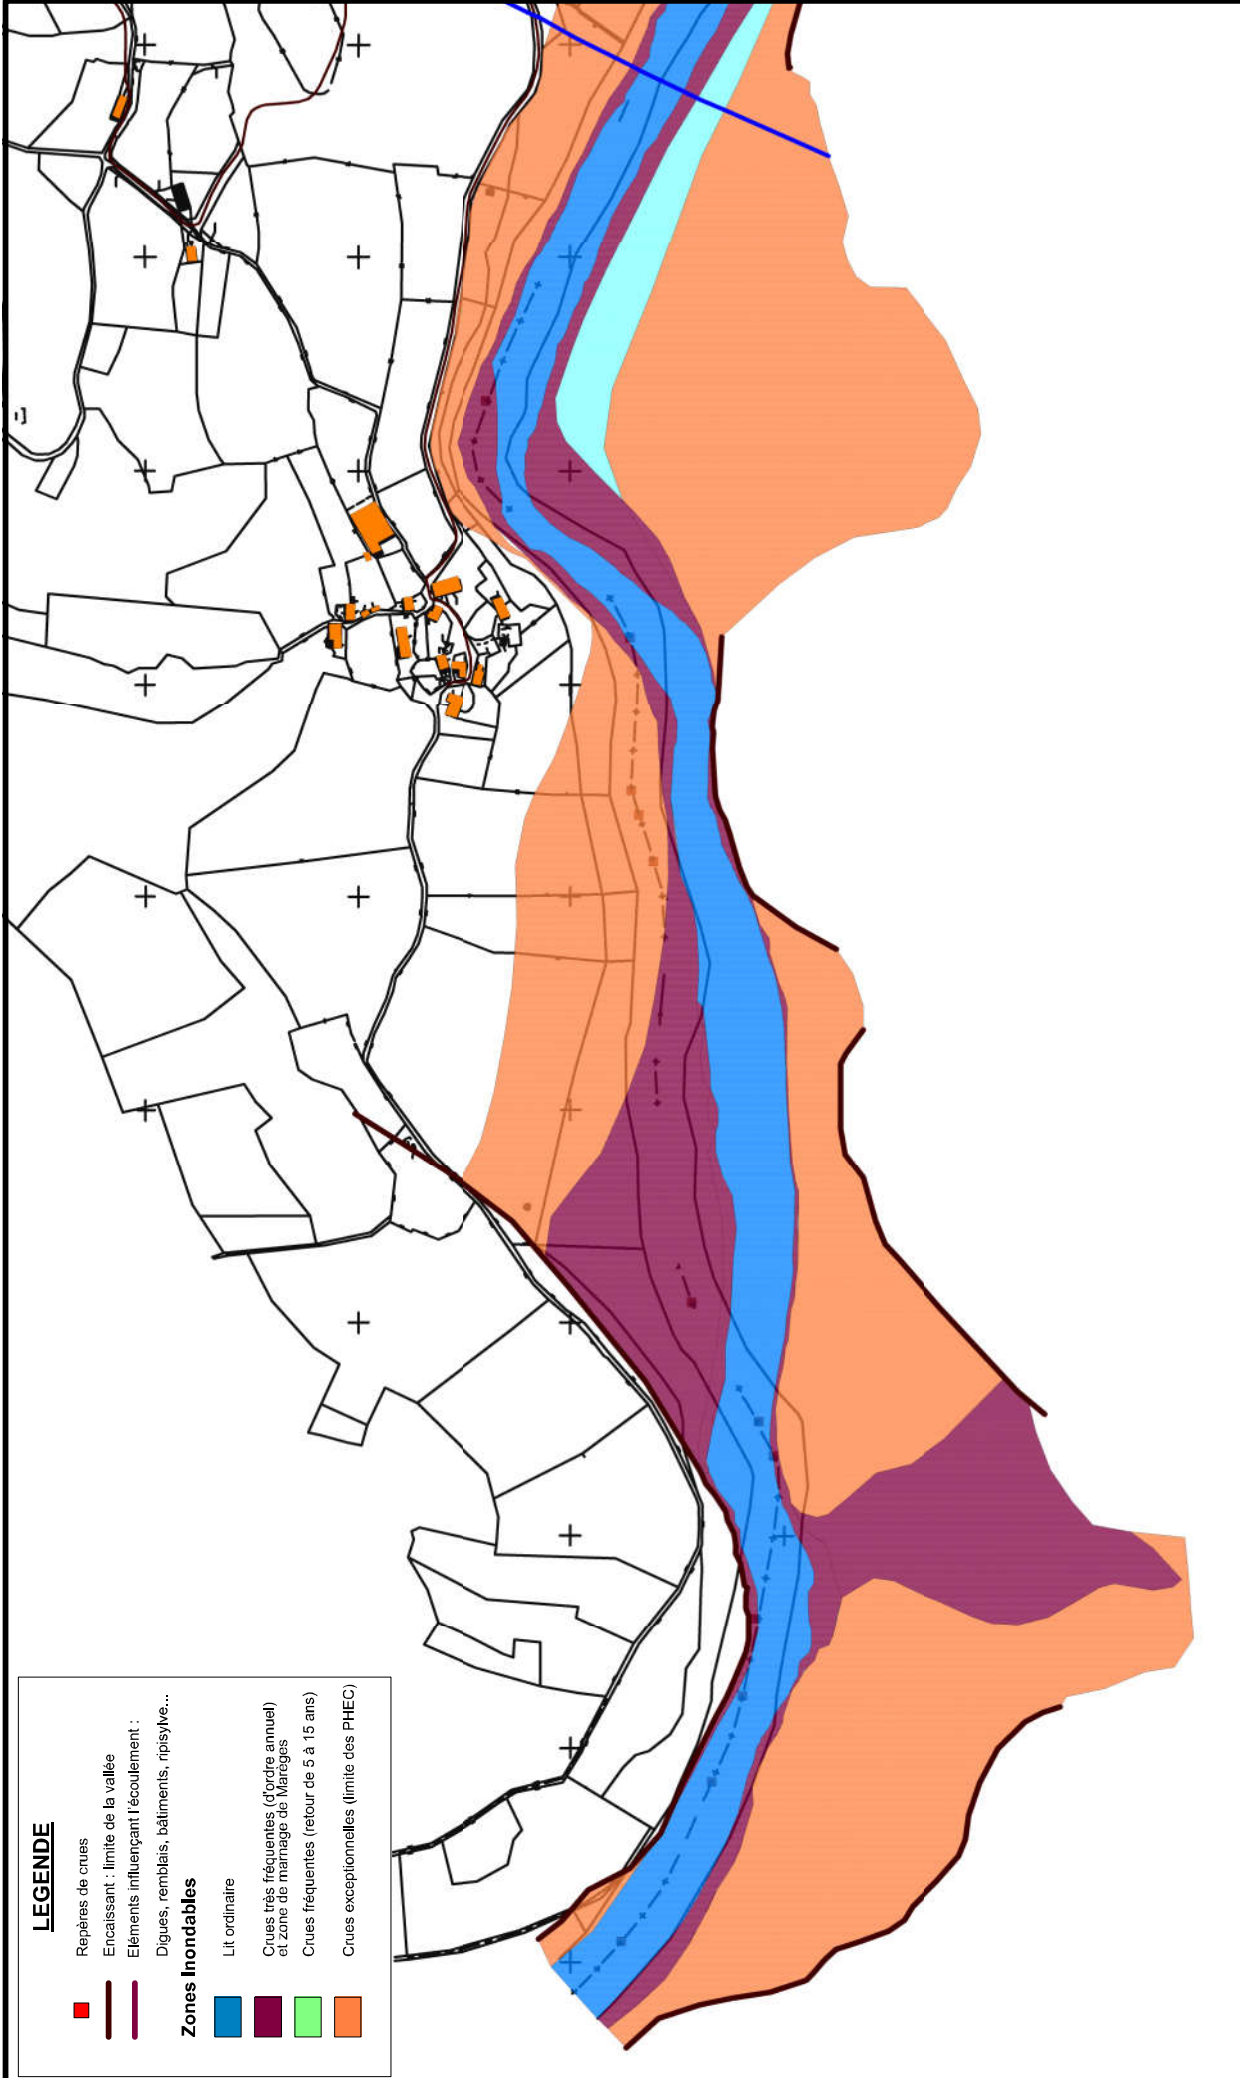 LEGENDE
Repères de crues
Encaissant : limite de la vallée
Eléments influençant l'écoulement :
Digues, remblais, bâtiments, ripisylve...
Zones Inondables
Lit ordinaire
Crues très fréquentes (d'ordre annuel)
et zone de marnage de Marèges
Crues fréquentes (retour de 5 à 15 ans)
Crues exceptionnelles (limite des PHEC)